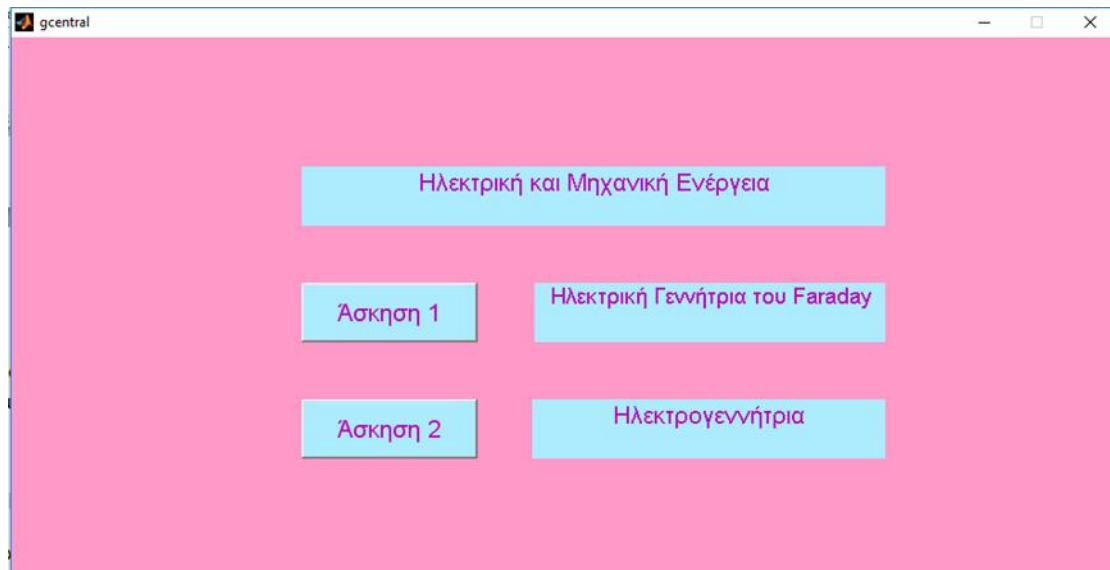 gcentral
Ηλεκτρική και Μηχανική Ενέργεια
Άσκηση 1
Ηλεκτρική Γεννήτρια του Faraday
Άσκηση 2
Ηλεκτρογεννήτρια